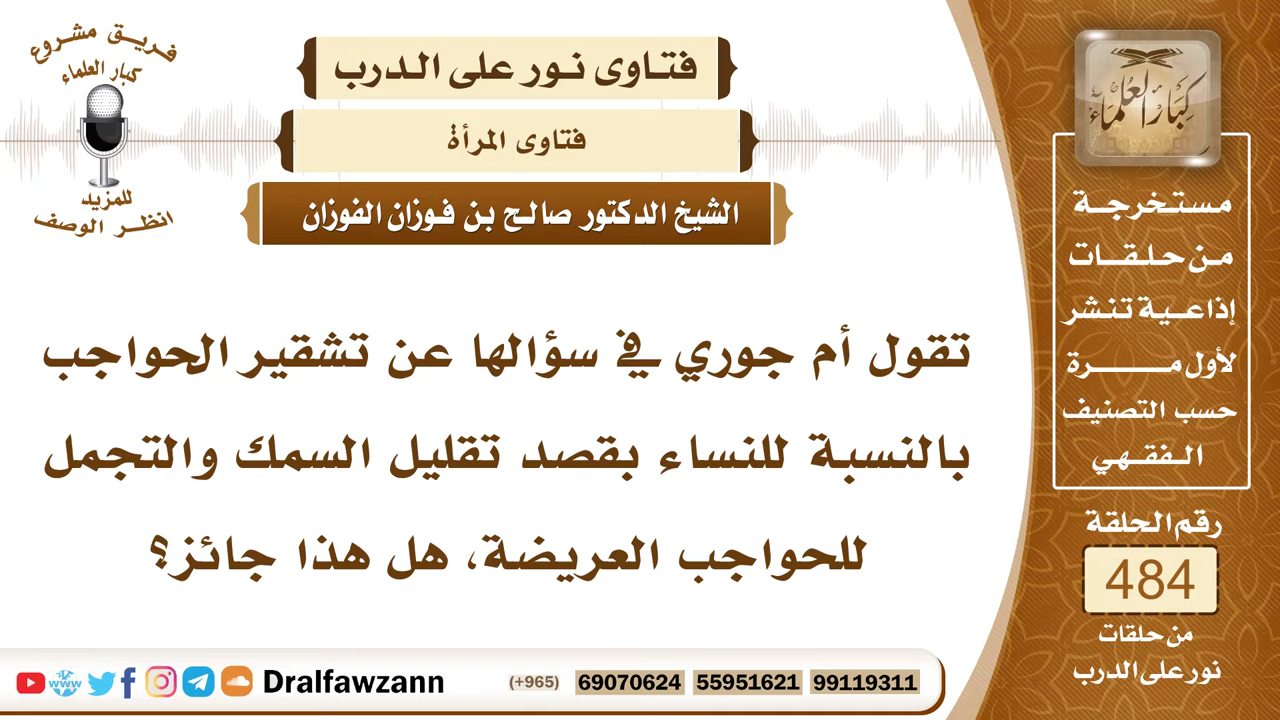 فريق مشروع
كبار العلماء
للمزيد
انظر الوصف
فتاوى نور على الدرب
فتاوى المرأة
الشيخ الدكتور صالح بن فوزان الفوزان
تقول أم جوري في سؤالها عن تشقير الحواجب
بالنسبة للنساء بقصد تقليل السمك والتجمل
للحواجب العريضة، هل هذا جائز؟
كبار العلماء
مستخرجة
من حلقات
إذاعية تنشر
لأول مرة
حسب التصنيف
الفقهي
رقم الحلقة
484
من حلقات
نور على الدرب
www Dralfawzann (+965) 69070624 55951621 99119311